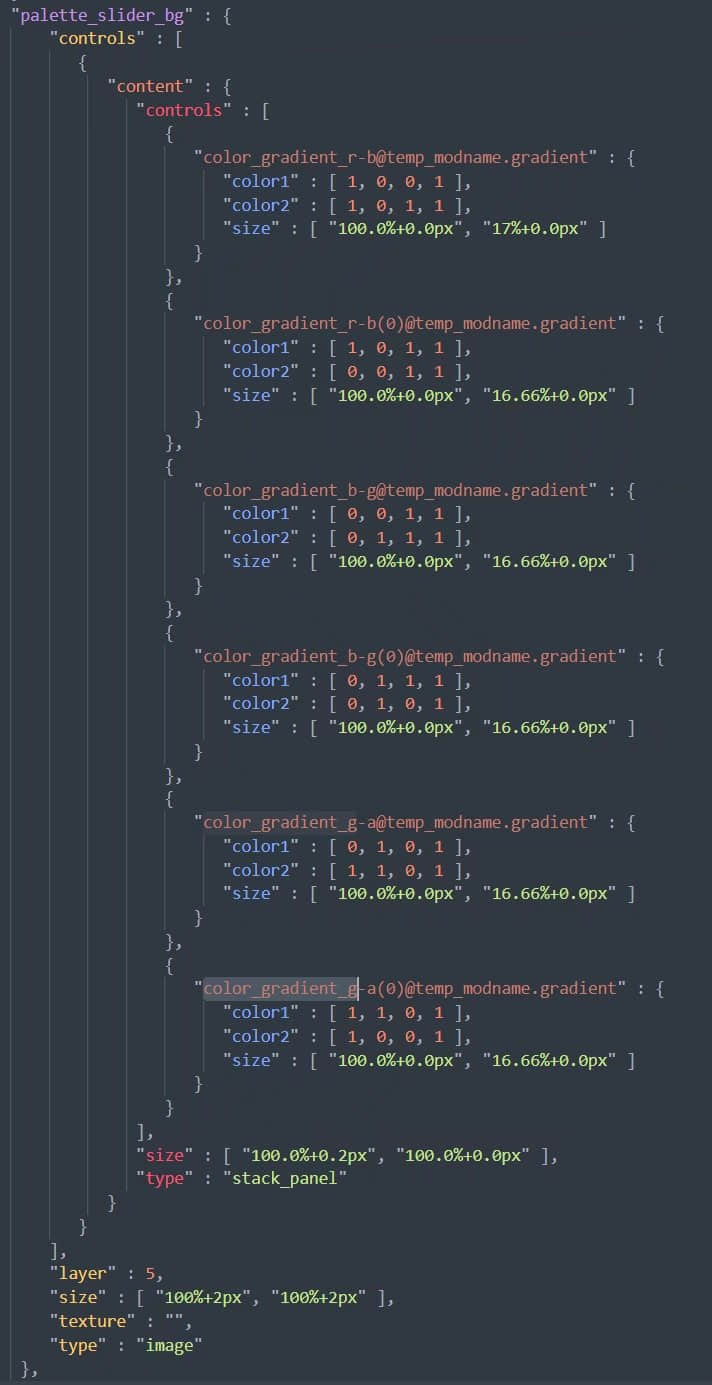 "palette_slider_bg" : {
"controls" : [
{
"content" : {
"controls" : [
{
"color_gradient_r-b@temp_modname.gradient" : {
"color1" : [ 1, 0, 0, 1 ],
"color2" : [ 1, 0, 1, 1 ],
"size" : [ "100.0%+0.0px", "17%+0.0px" ]
}
},
{
"color_gradient_r-b(0)@temp_modname.gradient" : {
"color1" : [ 1, 0, 1, 1 ],
"color2" : [ 0, 0, 1, 1 ],
"size" : [ "100.0%+0.0px", "16.66%+0.0px" ]
}
},
{
"color_gradient_b-g@temp_modname.gradient" : {
"color1" : [ 0, 0, 1, 1 ],
"color2" : [ 0, 1, 1, 1 ],
"size" : [ "100.0%+0.0px", "16.66%+0.0px" ]
}
},
{
"color_gradient_b-g(0)@temp_modname.gradient" : {
"color1" : [ 0, 1, 1, 1 ],
"color2" : [ 0, 1, 0, 1 ],
"size" : [ "100.0%+0.0px", "16.66%+0.0px" ]
}
},
{
"color_gradient_g-a@temp_modname.gradient" : {
"color1" : [ 0, 1, 0, 1 ],
"color2" : [ 1, 1, 0, 1 ],
"size" : [ "100.0%+0.0px", "16.66%+0.0px" ]
}
},
{
"color_gradient_g-a(0)@temp_modname.gradient" : {
"color1" : [ 1, 1, 0, 1 ],
"color2" : [ 1, 0, 0, 1 ],
"size" : [ "100.0%+0.0px", "16.66%+0.0px" ]
}
}
],
"size" : [ "100.0%+0.2px", "100.0%+0.0px" ],
"type" : "stack_panel"
}
}
],
"layer" : 5,
"size" : [ "100%+2px", "100%+2px" ],
"texture" : "",
"type" : "image"
},